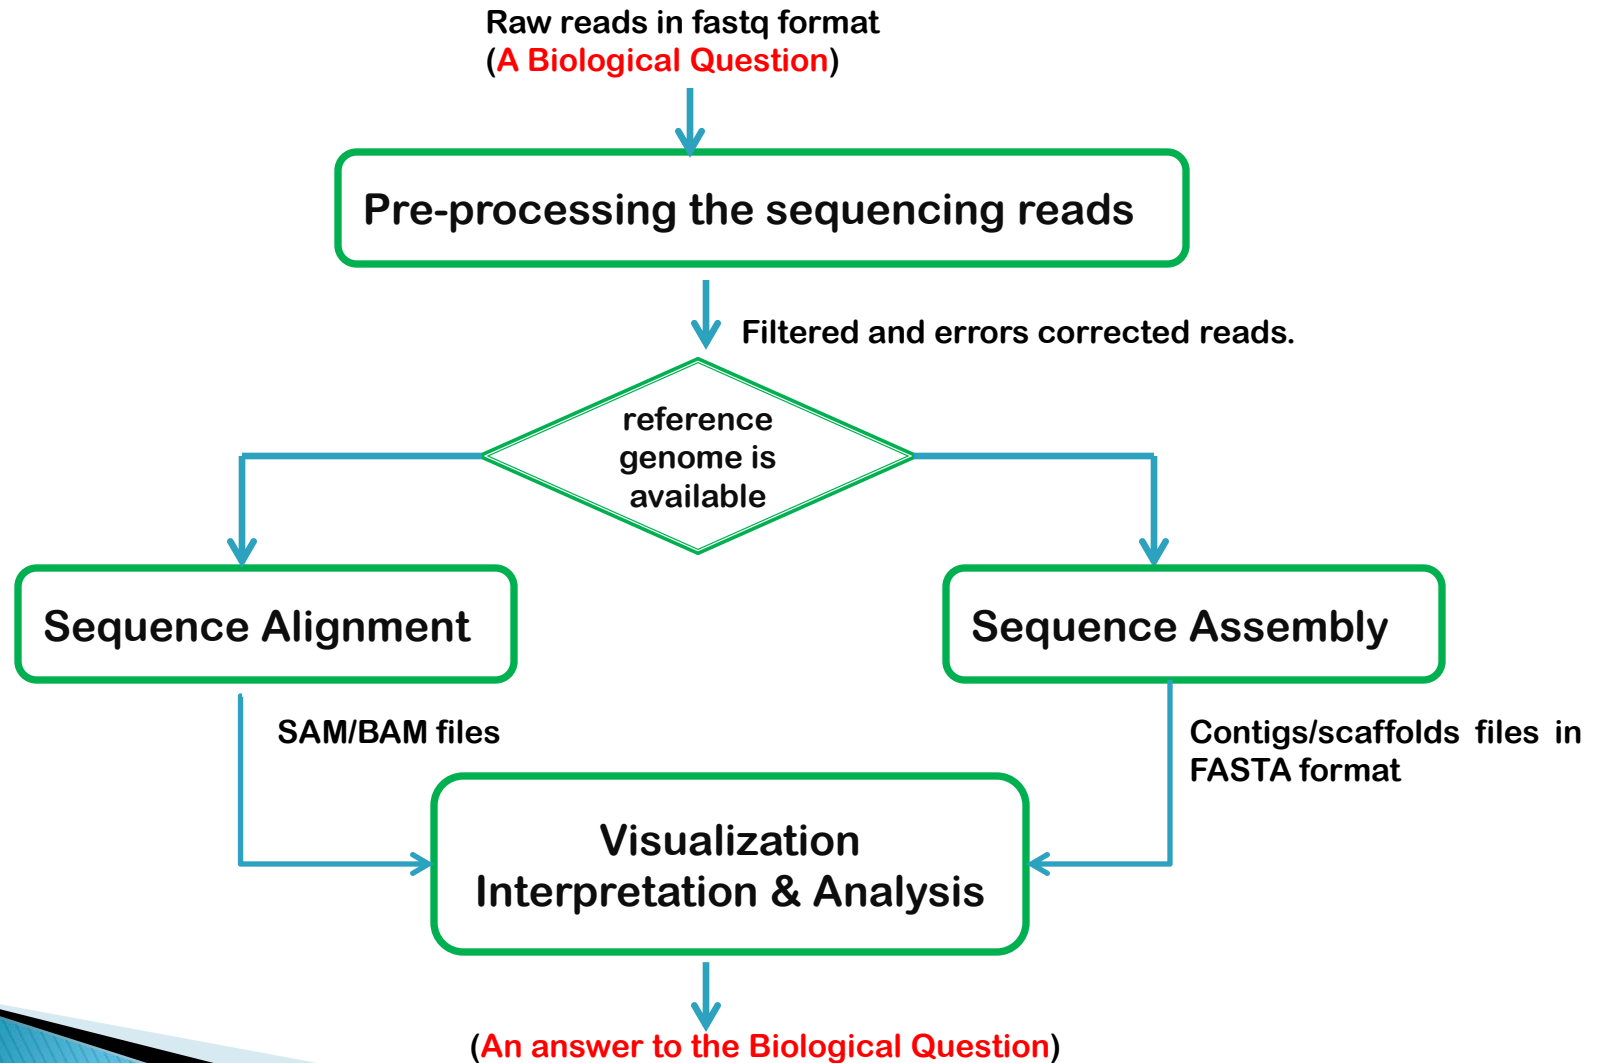 Raw reads in fastq format
(A Biological Question)
Pre-processing the sequencing reads
Filtered and errors corrected reads.
reference
genome is
available
Sequence Alignment
Sequence Assembly
SAM/BAM files
Contigs/scaffolds files in
FASTA format
Visualization
Interpretation & Analysis
(An answer to the Biological Question)